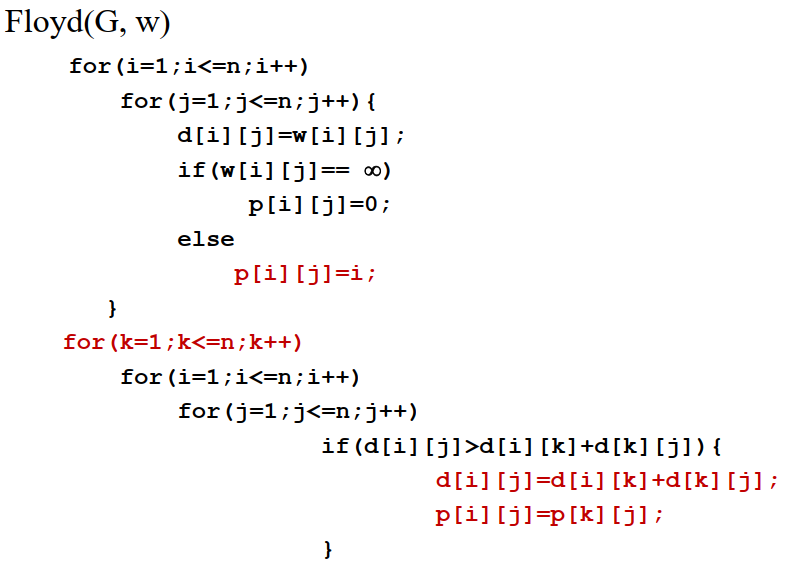 Floyd(G, w)
for(i=1;i<=n;i++)
for(j=1;j<=n;j++){
d[i][j]=w[i][j];
if(w[i][j]== ∞)
p[i][j]=0;
else
p[i][j]=i;
}
for(k=1;k<=n;k++)
for(i=1;i<=n;i++)
for(j=1;j<=n;j++)
if(d[i][j]>d[i][k]+d[k][j]){
d[i][j]=d[i][k]+d[k][j];
p[i][j]=p[k][j];
}